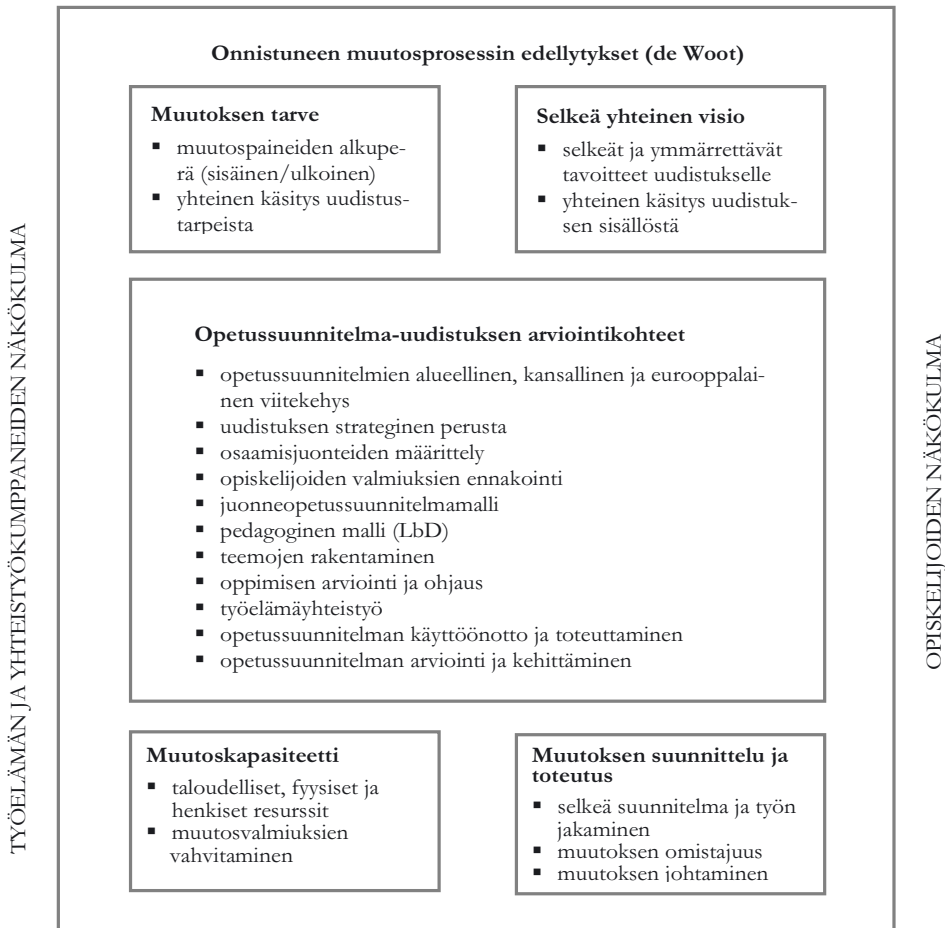 Onnistuneen muutosprosessin edellytykset (de Woot)
Muutoksen tarve
▪ muutospaineiden alkupe-
rä (sisäinen/ulkoinen)
▪ yhteinen käsitys uudistus-
tarpeista
Selkeä yhteinen visio
▪ selkeät ja ymmärrettävät
tavoitteet uudistukselle
▪ yhteinen käsitys uudistuk-
sen sisällöstä
TYÖELÄMÄN JA YHTEISTYÖKUMPPANEIDEN NÄKÖKULMA
Opetussuunnitelma-uudistuksen arviointikohteet
▪ opetussuunnitelmien alueellinen, kansallinen ja eurooppalai-
nen viitekehys
▪ uudistuksen strateginen perusta
▪ osaamisjuonteiden määrittely
▪ opiskelijoiden valmiuksien ennakointi
▪ juonneopetussuunnitelmamalli
▪ pedagoginen malli (LbD)
▪ teemojen rakentaminen
▪ oppimisen arviointi ja ohjaus
▪ työelämäyhteistyö
▪ opetussuunnitelman käyttöönotto ja toteuttaminen
▪ opetussuunnitelman arviointi ja kehittäminen
OPISKELIJOIDEN NÄKÖKULMA
Muutoskapasiteetti
▪ taloudelliset, fyysiset ja
henkiset resurssit
▪ muutosvalmiuksien
vahvitaminen
Muutoksen suunnittelu ja
toteutus
▪ selkeä suunnitelma ja työn
jakaminen
▪ muutoksen omistajuus
▪ muutoksen johtaminen